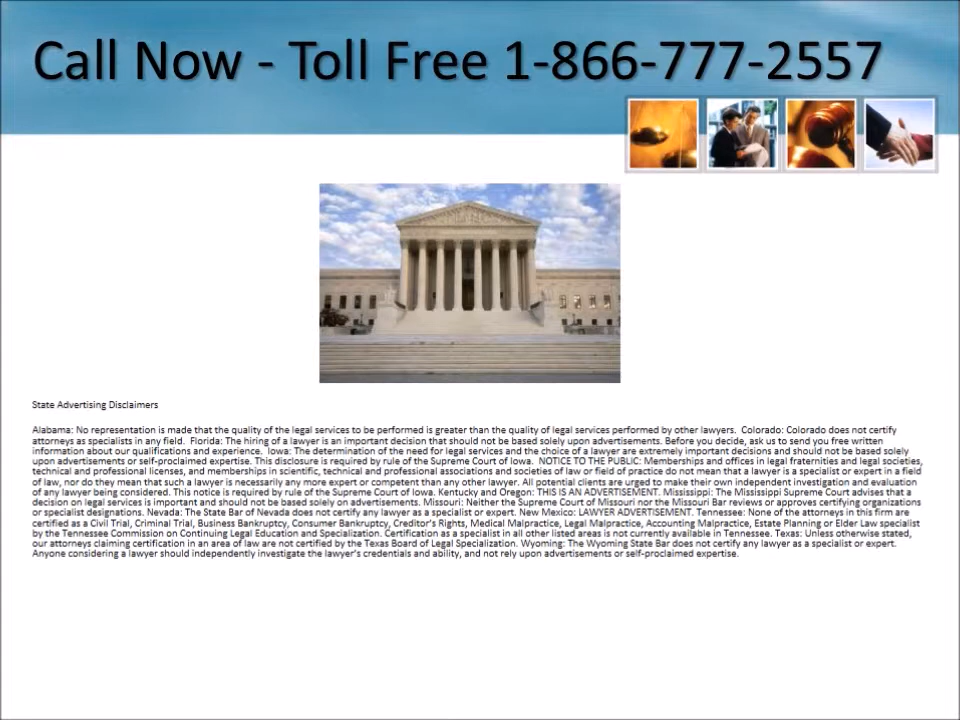 Call Now - Toll Free 1-866-777-2557
State Advertising Disclaimers
Alabama: No representation is made that the quality of the legal services to be performed is greater than the quality of legal services performed by other lawyers.  Colorado: Colorado does not certify
attorneys as specialists in any field.  Florida: The hiring of a lawyer is an important decision that should not be based solely upon advertisements. Before you decide, ask us to send you free written
information about our qualifications and experience.  Iowa: The determination of the need for legal services and the choice of a lawyer are extremely important decisions and should not be based solely
upon advertisements or self-proclaimed expertise. This disclosure is required by rule of the Supreme Court of Iowa.  NOTICE TO THE PUBLIC: Memberships and offices in legal fraternities and legal societies,
technical and professional licenses, and memberships in scientific, technical and professional associations and societies of law or field of practice do not mean that a lawyer is a specialist or expert in a field
of law, nor do they mean that such a lawyer is necessarily any more expert or competent than any other lawyer. All potential clients are urged to make their own independent investigation and evaluation
of any lawyer being considered. This notice is required by rule of the Supreme Court of Iowa. Kentucky and Oregon: THIS IS AN ADVERTISEMENT. Mississippi: The Mississippi Supreme Court advises that a
decision on legal services is important and should not be based solely on advertisements. Missouri: Neither the Supreme Court of Missouri nor the Missouri Bar reviews or approves certifying organizations
or specialist designations. Nevada: The State Bar of Nevada does not certify any lawyer as a specialist or expert. New Mexico: LAWYER ADVERTISEMENT. Tennessee: None of the attorneys in this firm are
certified as a Civil Trial, Criminal Trial, Business Bankruptcy, Consumer Bankruptcy, Creditor's Rights, Medical Malpractice, Legal Malpractice, Accounting Malpractice, Estate Planning or Elder Law specialist
by the Tennessee Commission on Continuing Legal Education and Specialization. Certification as a specialist in all other listed areas is not currently available in Tennessee. Texas: Unless otherwise stated,
our attorneys claiming certification in an area of law are not certified by the Texas Board of Legal Specialization. Wyoming: The Wyoming State Bar does not certify any lawyer as a specialist or expert.
Anyone considering a lawyer should independently investigate the lawyer's credentials and ability, and not rely upon advertisements or self-proclaimed expertise.